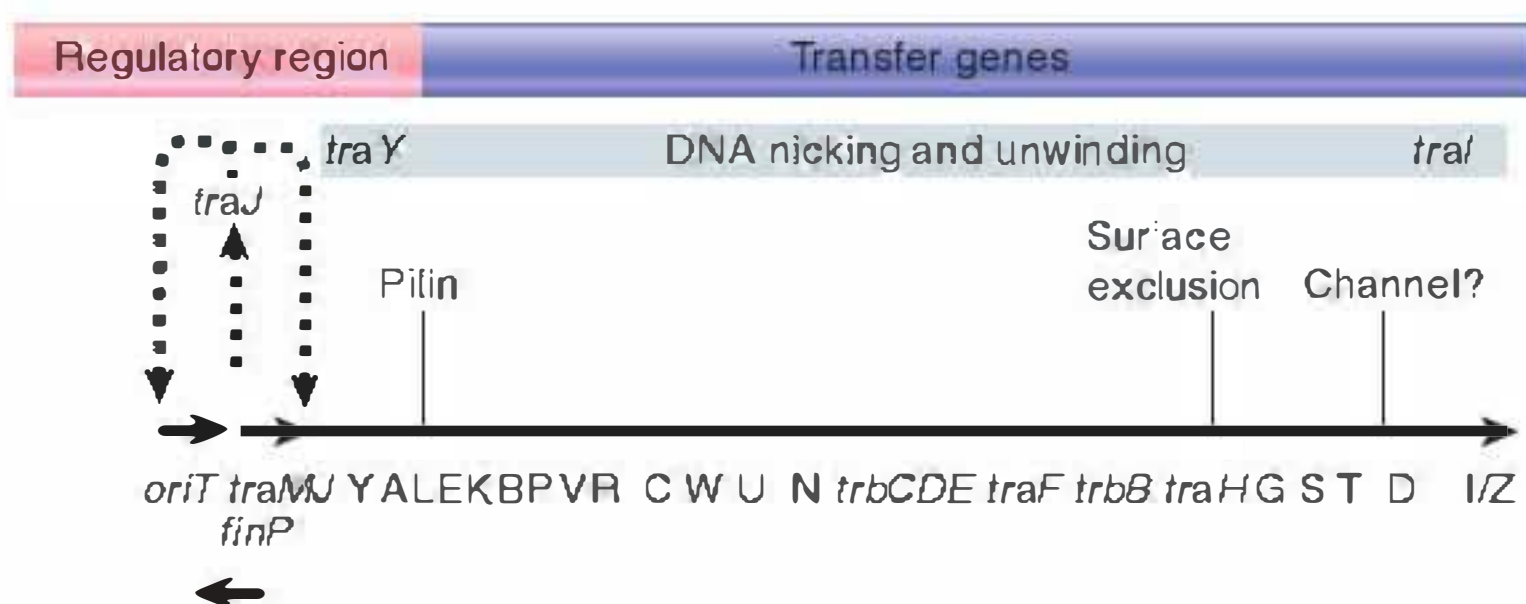 Regulatory region Transfer genes
traY DNA nicking and unwinding traI
traJ
Surface
Pilin exclusion Channel?
oriT traMJ Y A L E K B P V R C W U N trbCDE traF trbB traH G S T D I/Z
finP